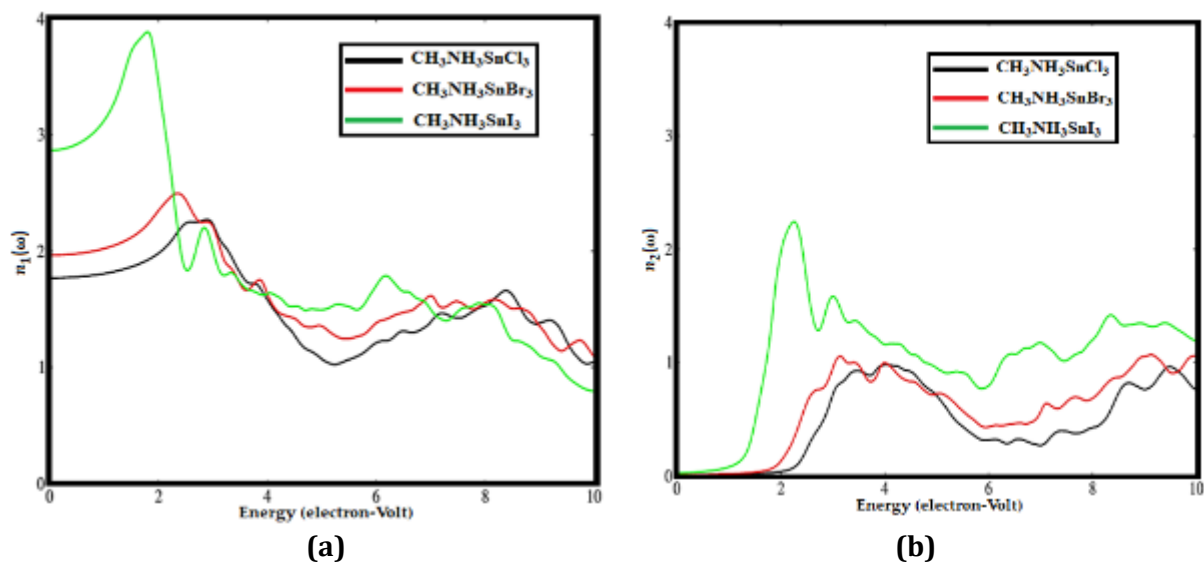 4
3
2
1
0
n₁(ω)
CH₃NH₃SnCl₃
CH₃NH₃SnBr₃
CH₃NH₃SnI₃
0 2 4 6 8 10
Energy (electron-Volt)
(a)
4
3
2
1
0
n₂(ω)
CH₃NH₃SnCl₃
CH₃NH₃SnBr₃
CH₃NH₃SnI₃
0 2 4 6 8 10
Energy (electron-Volt)
(b)